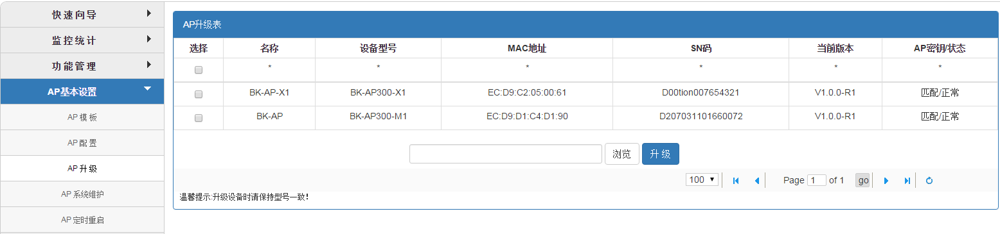 快速向导
监控统计
功能管理
AP基本设置
AP 模 板
AP 配 置
AP 升 级
AP 系统维护
AP 定时重启
AP升级表
选择 名称 设备型号 MAC地址 SN码 当前版本 AP密钥/状态
* * * * * *
BK-AP-X1 BK-AP300-X1 EC:D9:C2:05:00:61 D00tion007654321 V1.0.0-R1 匹配/正常
BK-AP BK-AP300-M1 EC:D9:D1:C4:D1:90 D207031101660072 V1.0.0-R1 匹配/正常
浏览 升 级
100 Page 1 of 1 go
温馨提示:升级设备时请保持型号一致!